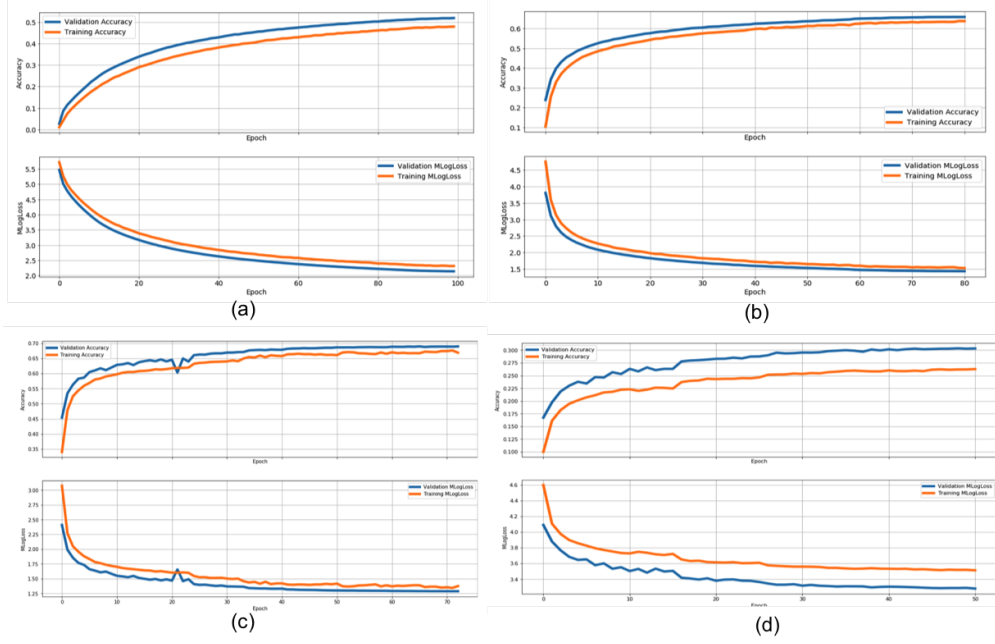 Validation Accuracy
Training Accuracy
0.5
0.4
0.3
0.2
0.1
0.0
Accuracy
0 20 40 60 80 100
Epoch
Validation MLogLoss
Training MLogLoss
5.5
5.0
4.5
4.0
3.5
3.0
2.5
2.0
MLogLoss
0 20 40 60 80 100
Epoch
(a)
0.6
0.5
0.4
0.3
0.2
0.1
Accuracy
Validation Accuracy
Training Accuracy
Epoch
Validation MLogLoss
Training MLogLoss
4.5
4.0
3.5
3.0
2.5
2.0
1.5
MLogLoss
0 10 20 30 40 50 60 70 80
Epoch
(b)
Validation Accuracy
Training Accuracy
0.70
0.65
0.60
0.55
0.50
0.45
0.40
0.35
Accuracy
Epoch
Validation MLogLoss
Training MLogLoss
3.00
2.75
2.50
2.25
2.00
1.75
1.50
1.25
MLogLoss
0 10 20 30 40 50 60 70
Epoch
(c)
Validation Accuracy
Training Accuracy
0.300
0.275
0.250
0.225
0.200
0.175
0.150
0.125
0.100
Accuracy
Epoch
Validation MLogLoss
Training MLogLoss
4.6
4.4
4.2
4.0
3.8
3.6
3.4
MLogLoss
0 10 20 30 40 50
Epoch
(d)